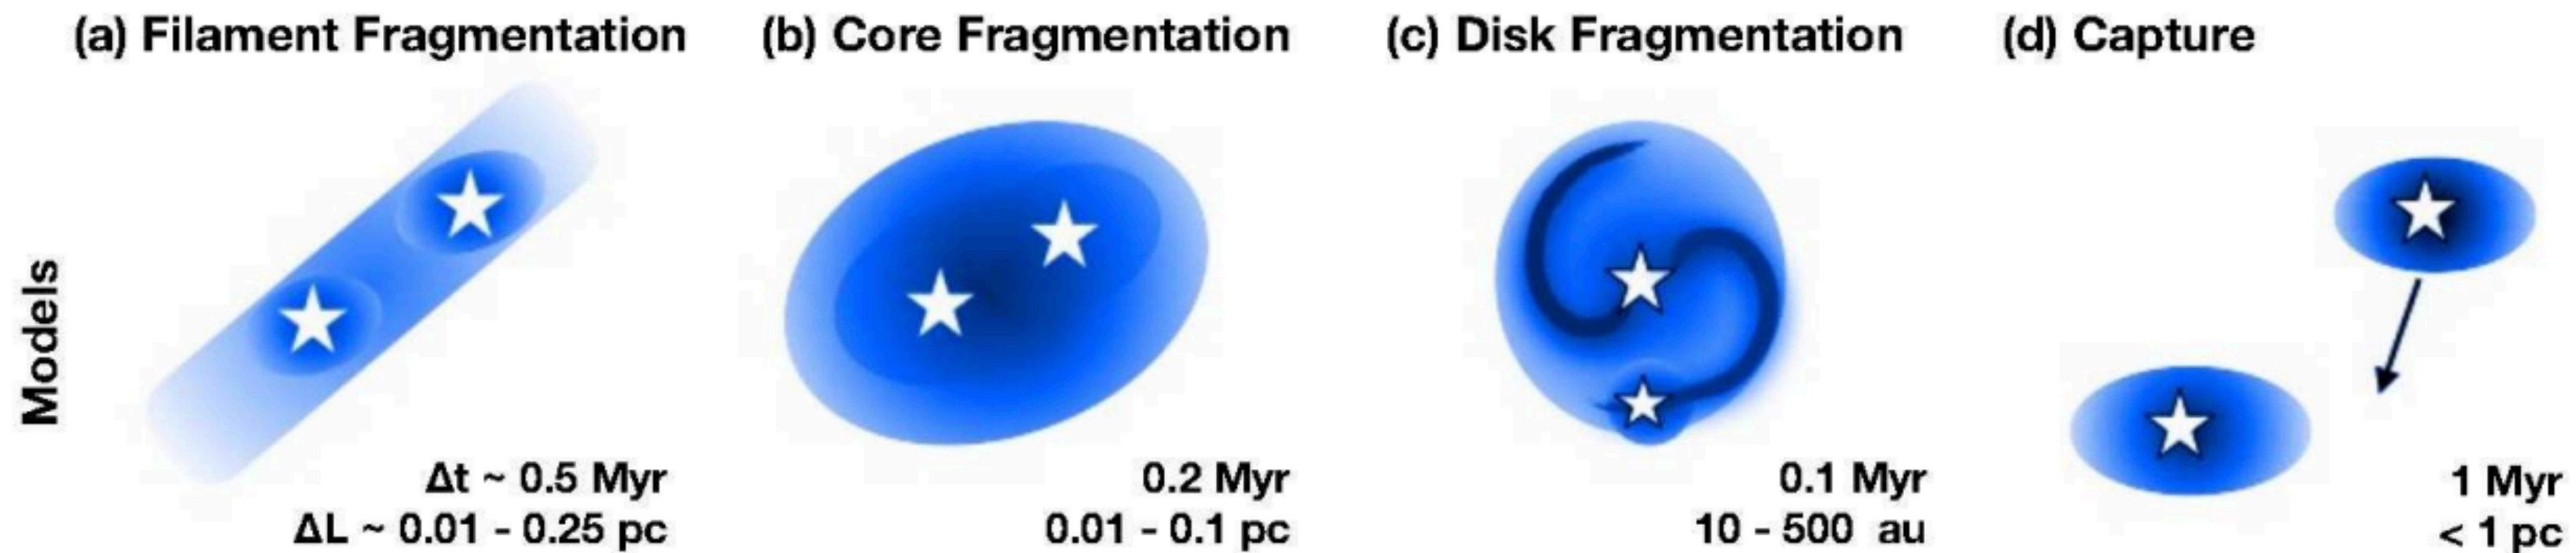 (a) Filament Fragmentation
(b) Core Fragmentation
(c) Disk Fragmentation
(d) Capture
Models
Δt ~ 0.5 Myr
ΔL ~ 0.01 - 0.25 pc
0.2 Myr
0.01 - 0.1 pc
0.1 Myr
10 - 500 au
1 Myr
< 1 pc